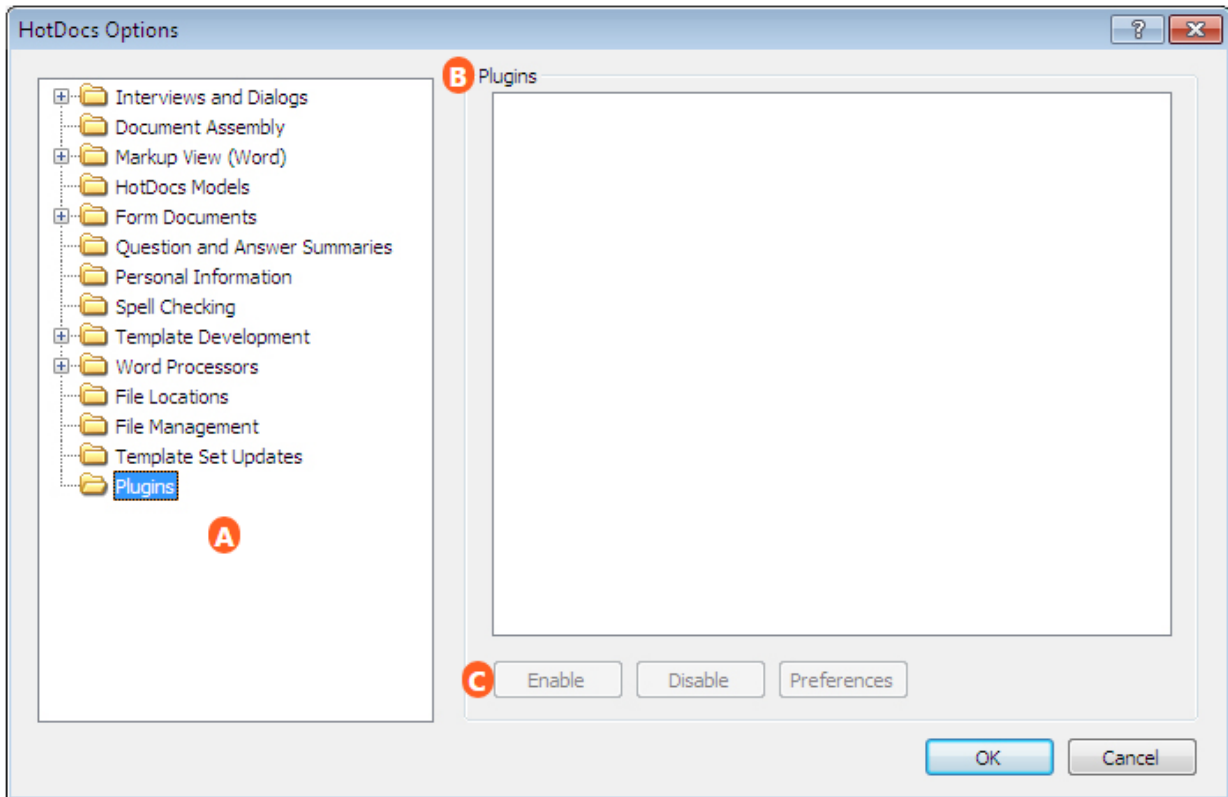 HotDocs Options
Interviews and Dialogs
Document Assembly
Markup View (Word)
HotDocs Models
Form Documents
Question and Answer Summaries
Personal Information
Spell Checking
Template Development
Word Processors
File Locations
File Management
Template Set Updates
Plugins
A
B Plugins
C Enable Disable Preferences
OK Cancel